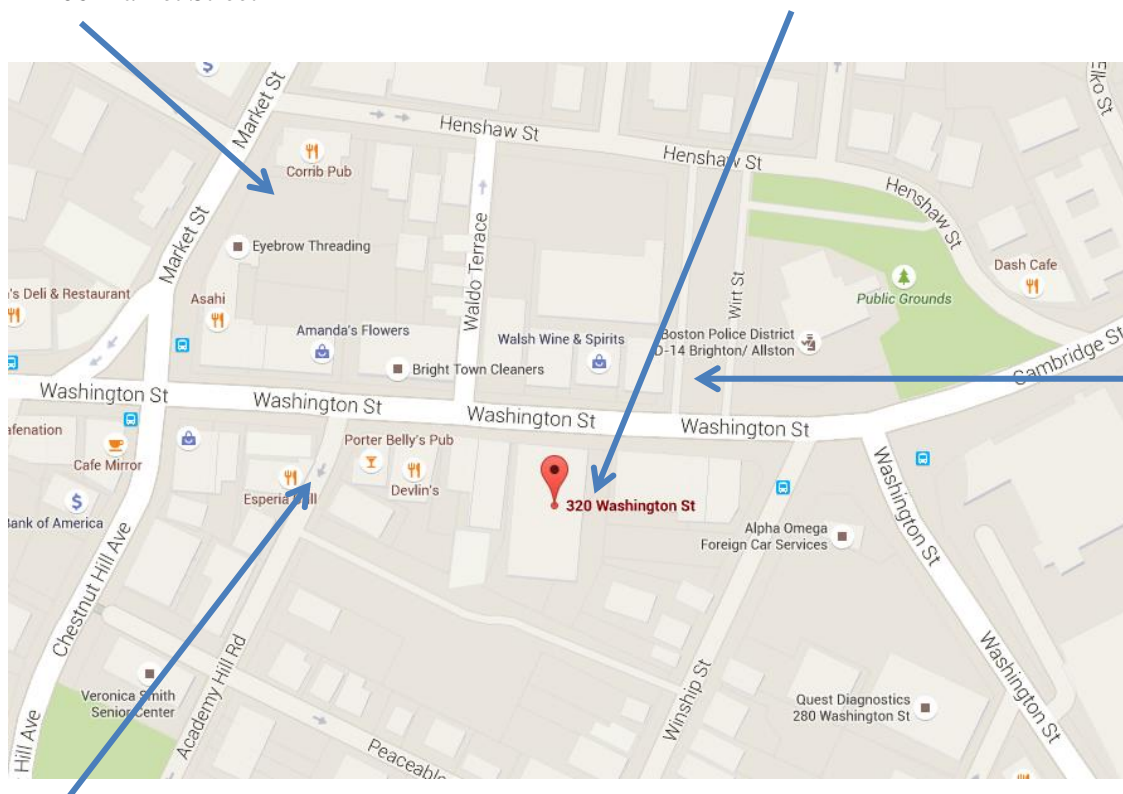 Market St
Elko St
Henshaw St
Corrib Pub
Henshaw St
Henshaw St
Market St
Eyebrow Threading
Waldo Terrace
Wirt St
Dash Cafe
Public Grounds
's Deli & Restaurant
Asahi
Amanda's Flowers
Walsh Wine & Spirits
Boston Police District
D-14 Brighton/ Allston
Bright Town Cleaners
Cambridge St
Washington St
Washington St
Washington St
Washington St
afenation
Cafe Mirror
Porter Belly's Pub
Devlin's
Esperia
320 Washington St
Washington St
Bank of America
Alpha Omega
Foreign Car Services
Chestnut Hill Ave
Academy Hill Rd
Winship St
Washington St
Veronica Smith
Senior Center
Quest Diagnostics
280 Washington St
Hill Ave
Peaceable